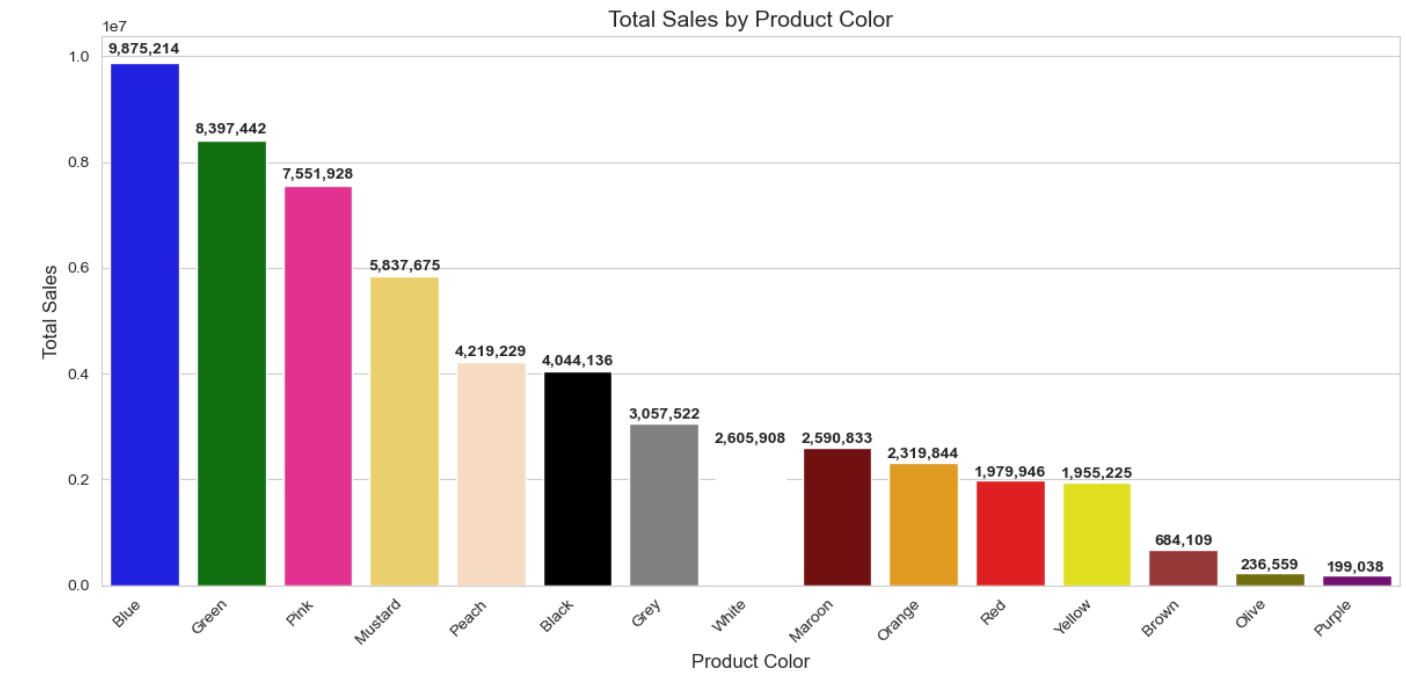 Total Sales by Product Color
1e7
Total Sales
1.0
0.8
0.6
0.4
0.2
0.0
9,875,214
8,397,442
7,551,928
5,837,675
4,219,229
4,044,136
3,057,522
2,605,908
2,590,833
2,319,844
1,979,946
1,955,225
684,109
236,559
199,038
Blue
Green
Pink
Mustard
Peach
Black
Grey
White
Maroon
Orange
Red
Yellow
Brown
Olive
Purple
Product Color